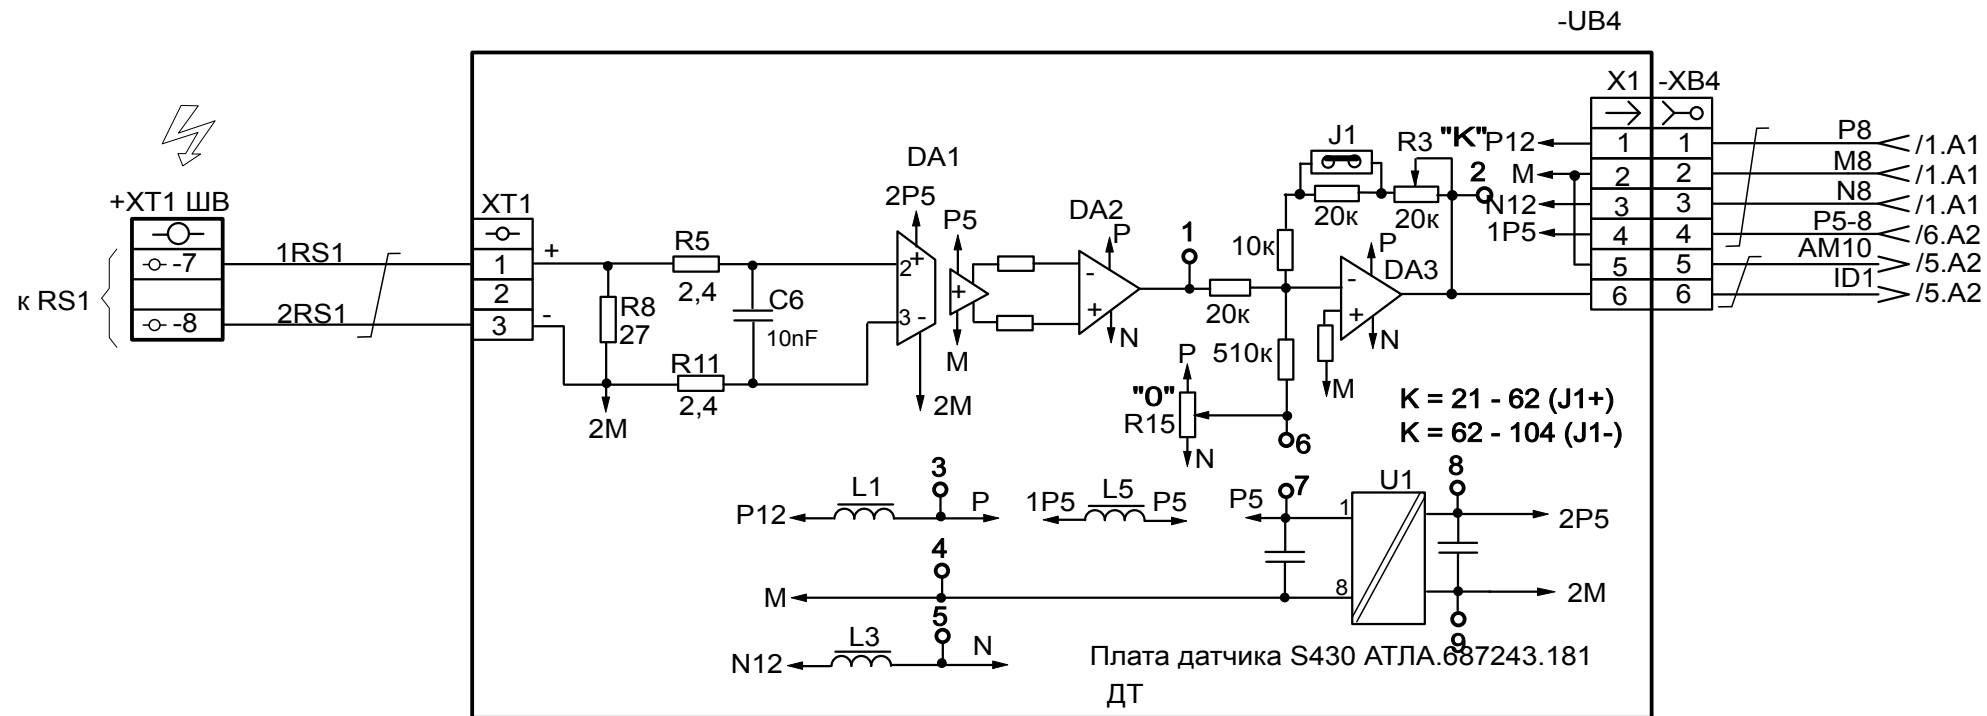 -UB4
X1
-XB4
J1
R3
"K"
P12
1
1
P8
/1.A1
DA1
2
M
2
2
M8
/1.A1
+XT1 ШВ
XT1
2P5
P5
DA2
P
20к
20к
N12
3
3
N8
/1.A1
1P5
4
4
P5-8
/6.A2
-7
1RS1
1
+
R5
2
+
1
10к
P
DA3
5
5
AM10
/5.A2
к RS1
2
2,4
R8
27
C6
10nF
+
-
+
20к
-
+
6
6
ID1
/5.A2
-8
2RS1
3
-
3
-
M
N
P
510к
N
R11
2,4
2M
2M
"0"
R15
M
K = 21 - 62 (J1+)
K = 62 - 104 (J1-)
N
6
3
L1
P12
P
1P5
L5
P5
P5
7
1
U1
8
2P5
4
M
8
2M
5
9
L3
N12
N
Плата датчика S430 АТЛА.687243.181
ДТ